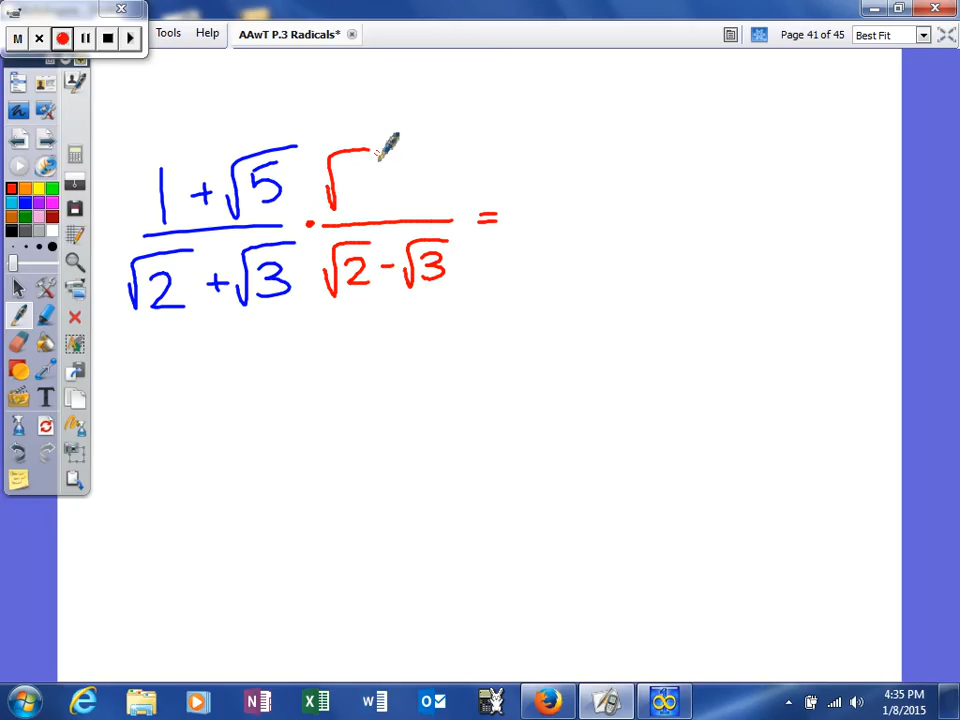 Tools Help AAwT P.3 Radicals* Page 41 of 45 Best Fit
M
1 + √5 √
· =
√2 + √3 √2 - √3
T
4:35 PM
1/8/2015